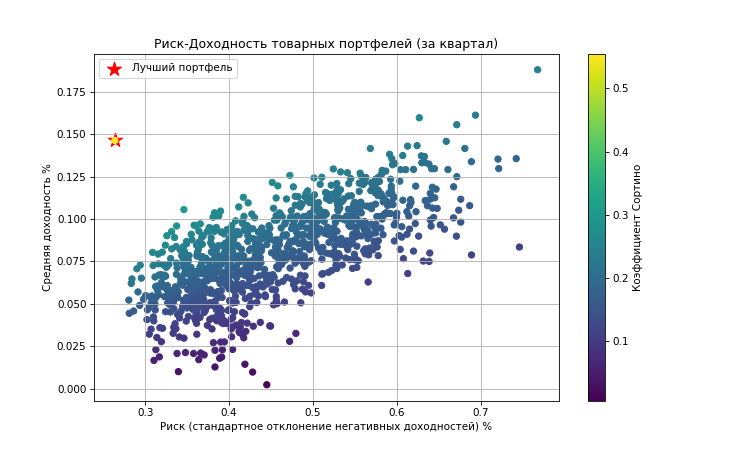 Риск-Доходность товарных портфелей (за квартал)
Лучший портфель
Средняя доходность %
0.175
0.150
0.125
0.100
0.075
0.050
0.025
0.000
0.3 0.4 0.5 0.6 0.7
Риск (стандартное отклонение негативных доходностей) %
0.5
0.4
0.3
0.2
0.1
Коэффициент Сортино